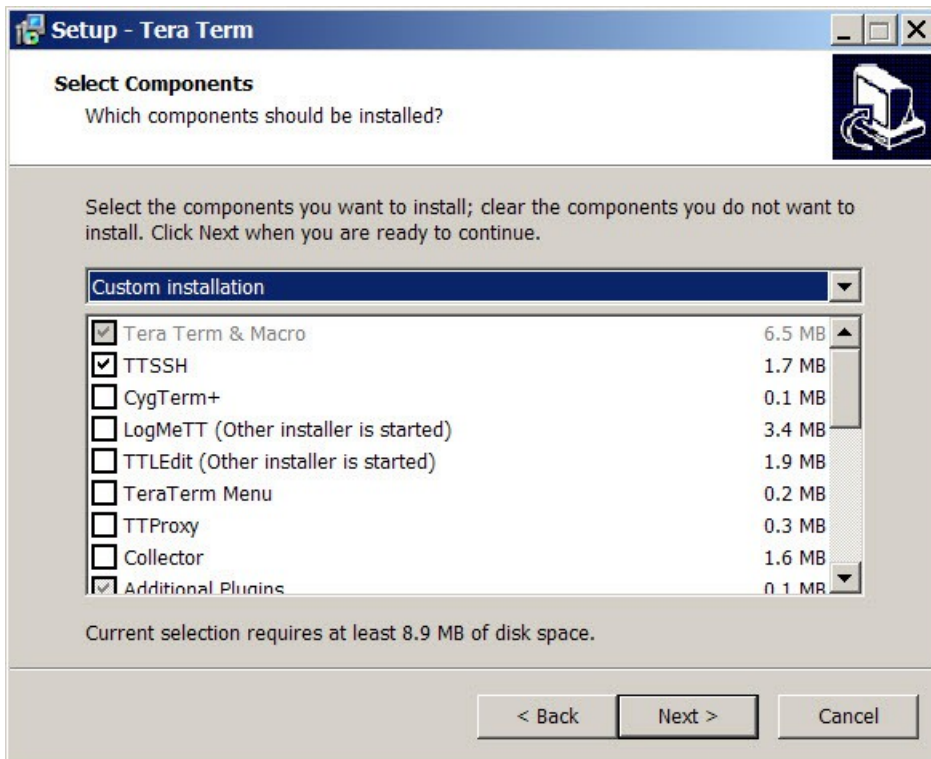 Setup - Tera Term
Select Components
Which components should be installed?
Select the components you want to install; clear the components you do not want to
install. Click Next when you are ready to continue.
Custom installation
Tera Term & Macro 6.5 MB
TTSSH 1.7 MB
CygTerm+ 0.1 MB
LogMeTT (Other installer is started) 3.4 MB
TTLEdit (Other installer is started) 1.9 MB
TeraTerm Menu 0.2 MB
TTProxy 0.3 MB
Collector 1.6 MB
Additional Plugins 0.1 MB
Current selection requires at least 8.9 MB of disk space.
< Back Next > Cancel